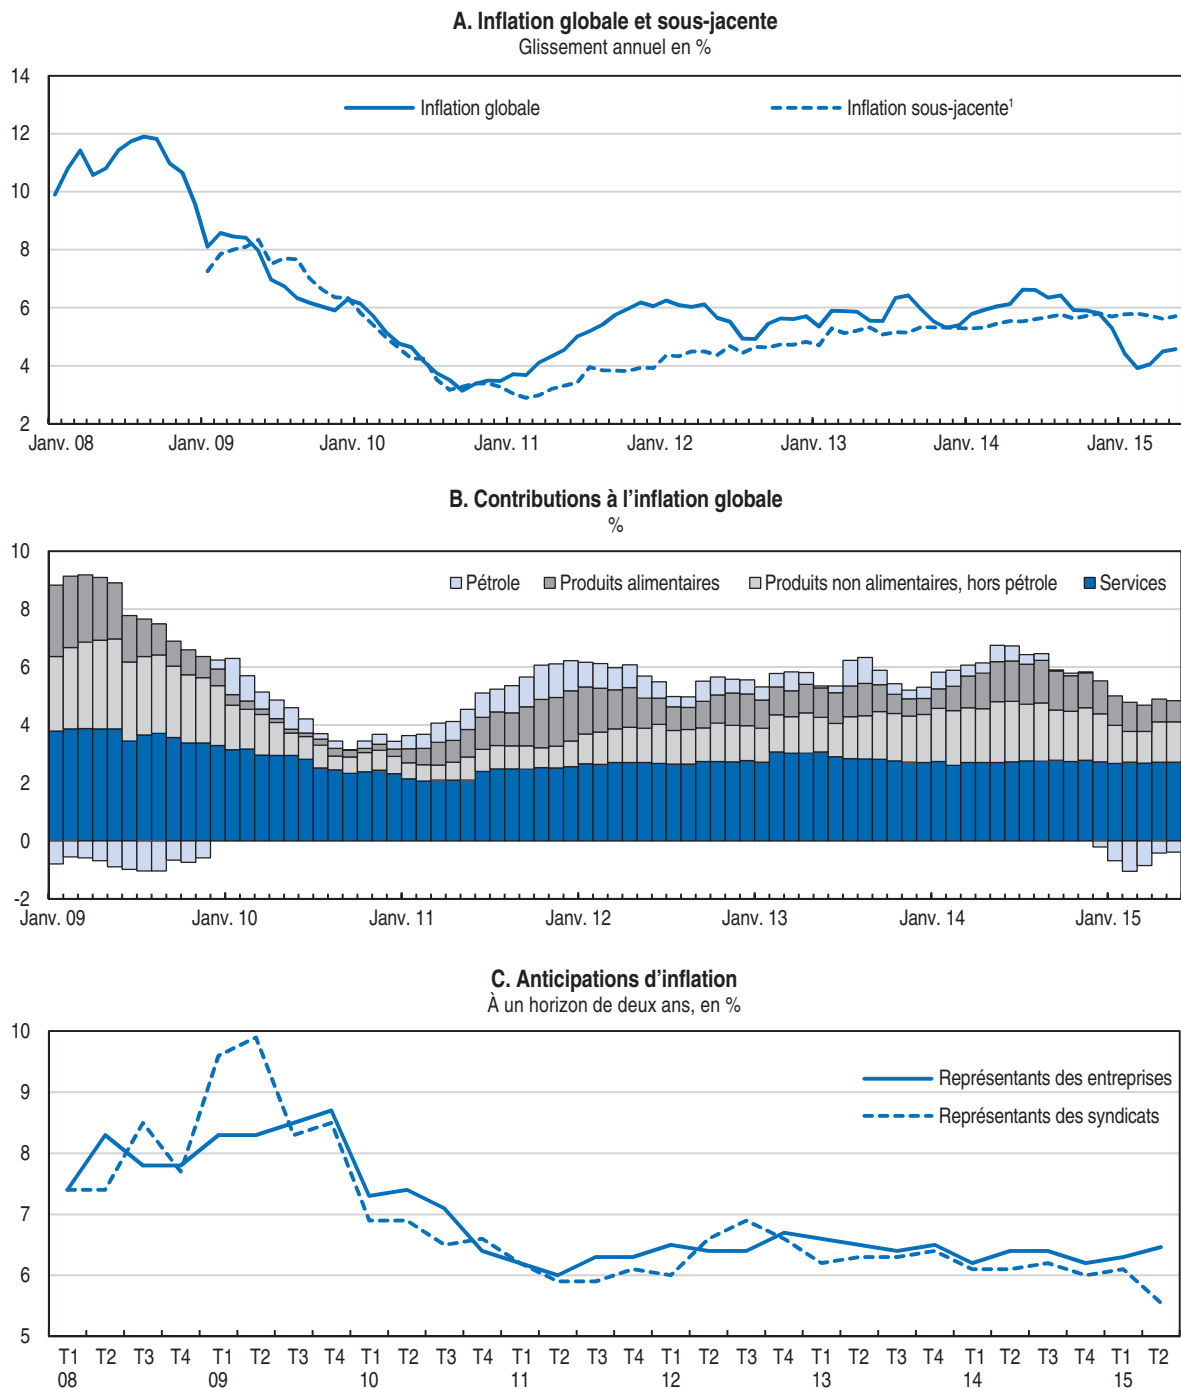 A. Inflation globale et sous-jacente
Glissement annuel en %
14
12
10
8
6
4
2
Inflation globale
Inflation sous-jacente¹
Janv. 08 Janv. 09 Janv. 10 Janv. 11 Janv. 12 Janv. 13 Janv. 14 Janv. 15
B. Contributions à l’inflation globale
%
10
8
6
4
2
0
-2
Pétrole Produits alimentaires Produits non alimentaires, hors pétrole Services
Janv. 09 Janv. 10 Janv. 11 Janv. 12 Janv. 13 Janv. 14 Janv. 15
C. Anticipations d’inflation
À un horizon de deux ans, en %
10
9
8
7
6
5
Représentants des entreprises
Représentants des syndicats
T1 T2 T3 T4 T1 T2 T3 T4 T1 T2 T3 T4 T1 T2 T3 T4 T1 T2 T3 T4 T1 T2 T3 T4 T1 T2 T3 T4 T1 T2
08 09 10 11 12 13 14 15